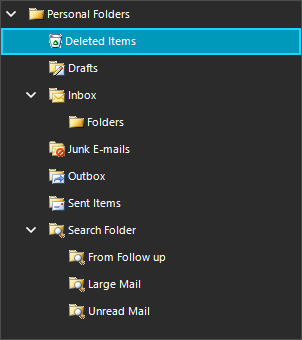 Personal Folders
Deleted Items
Drafts
Inbox
Folders
Junk E-mails
Outbox
Sent Items
Search Folder
From Follow up
Large Mail
Unread Mail